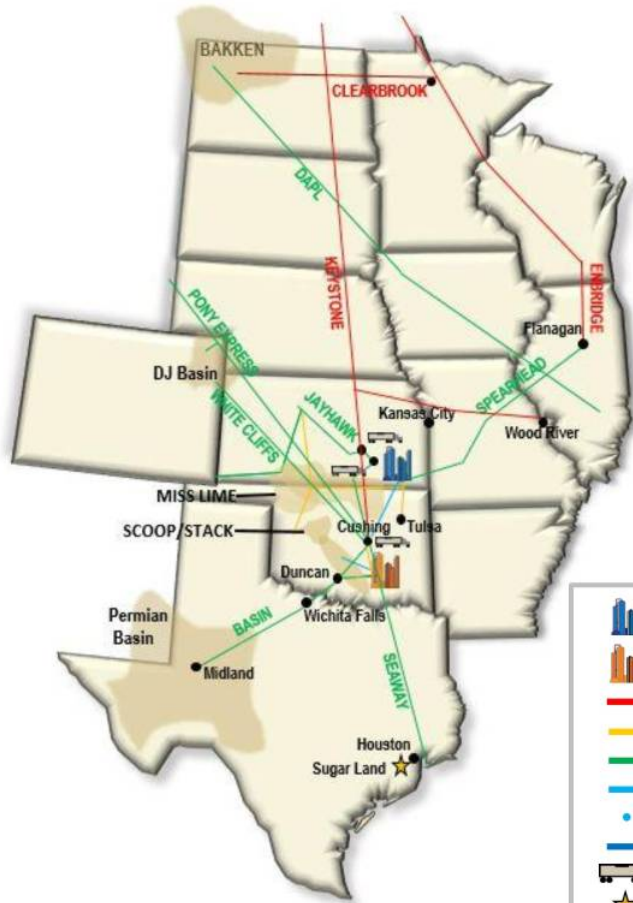 BAKKEN
CLEARBROOK
DAPL
KEYSTONE
ENBRIDGE
PONY EXPRESS
Flanagan
DJ Basin
SPEARHEAD
WHITE CLIFFS
JAYHAWK
Kansas City
Wood River
MISS LIME
SCOOP/STACK
Cushing
Tulsa
Duncan
Permian
Basin
BASIN
Wichita Falls
Midland
SEAWAY
Houston
Sugar Land